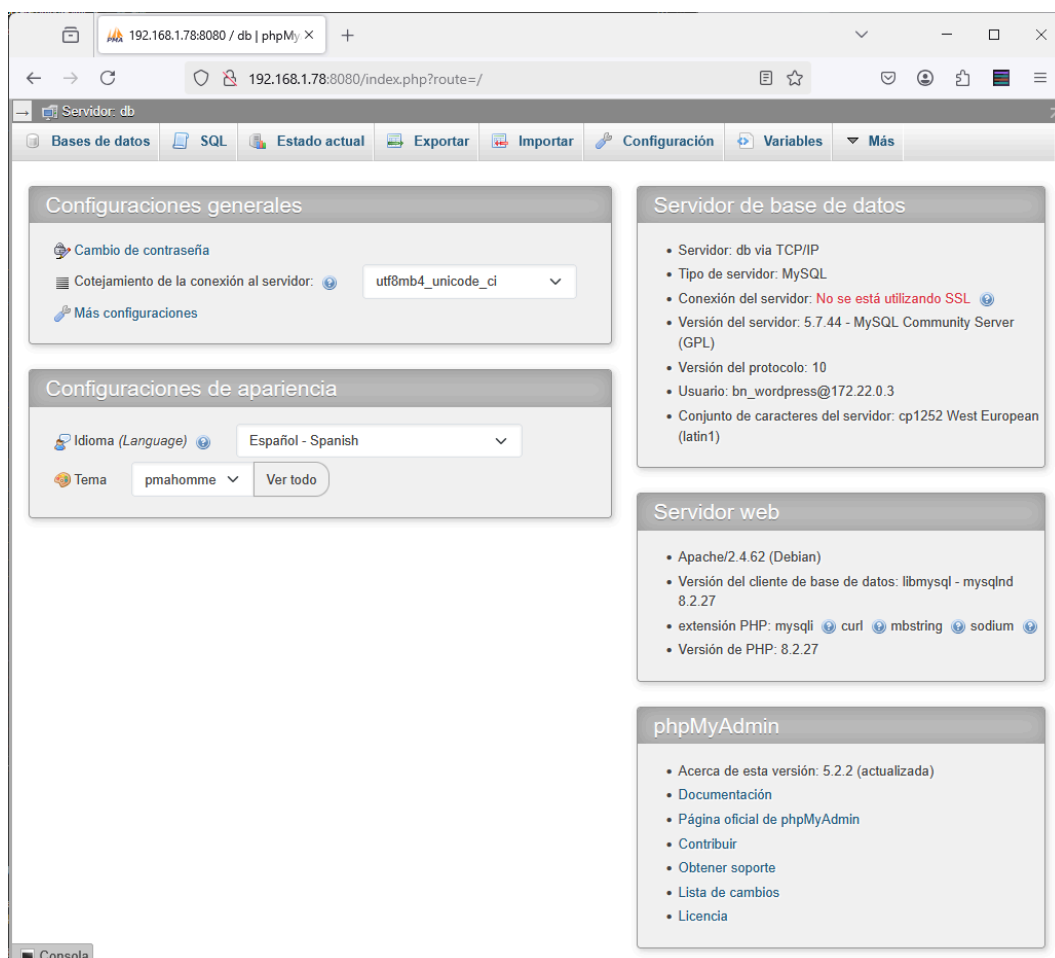 192.168.1.78:8080 / db | phpMy
192.168.1.78:8080/index.php?route=/
Servidor: db
Bases de datos
SQL
Estado actual
Exportar
Importar
Configuración
Variables
Más
Configuraciones generales
Cambio de contraseña
Cotejamiento de la conexión al servidor:
utf8mb4_unicode_ci
Más configuraciones
Configuraciones de apariencia
Idioma (Language)
Español - Spanish
Tema
pmahomme
Ver todo
Servidor de base de datos
• Servidor: db via TCP/IP
• Tipo de servidor: MySQL
• Conexión del servidor: No se está utilizando SSL
• Versión del servidor: 5.7.44 - MySQL Community Server
(GPL)
• Versión del protocolo: 10
• Usuario: bn_wordpress@172.22.0.3
• Conjunto de caracteres del servidor: cp1252 West European
(latin1)
Servidor web
• Apache/2.4.62 (Debian)
• Versión del cliente de base de datos: libmysql - mysqlnd
8.2.27
• extensión PHP: mysqli curl mbstring sodium
• Versión de PHP: 8.2.27
phpMyAdmin
• Acerca de esta versión: 5.2.2 (actualizada)
• Documentación
• Página oficial de phpMyAdmin
• Contribuir
• Obtener soporte
• Lista de cambios
• Licencia
Consola